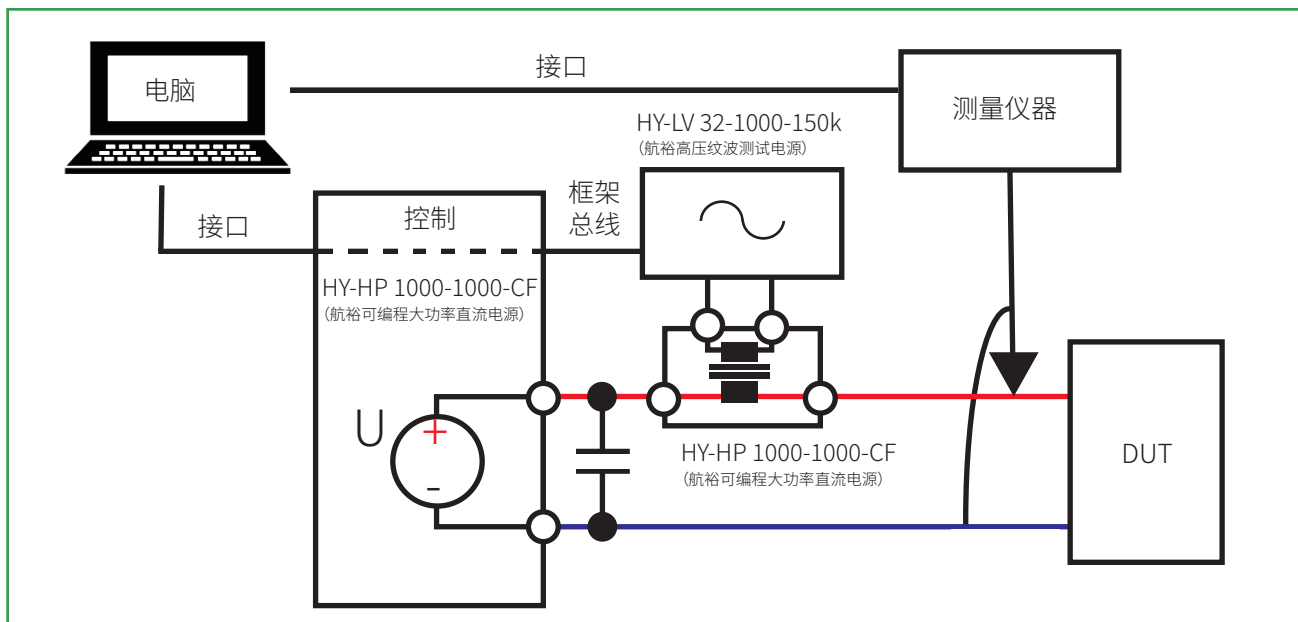 电脑
接口
测量仪器
HY-LV 32-1000-150k
(航裕高压纹波测试电源)
接口
控制
框架
总线
HY-HP 1000-1000-CF
(航裕可编程大功率直流电源)
U
+
-
HY-HP 1000-1000-CF
(航裕可编程大功率直流电源)
DUT